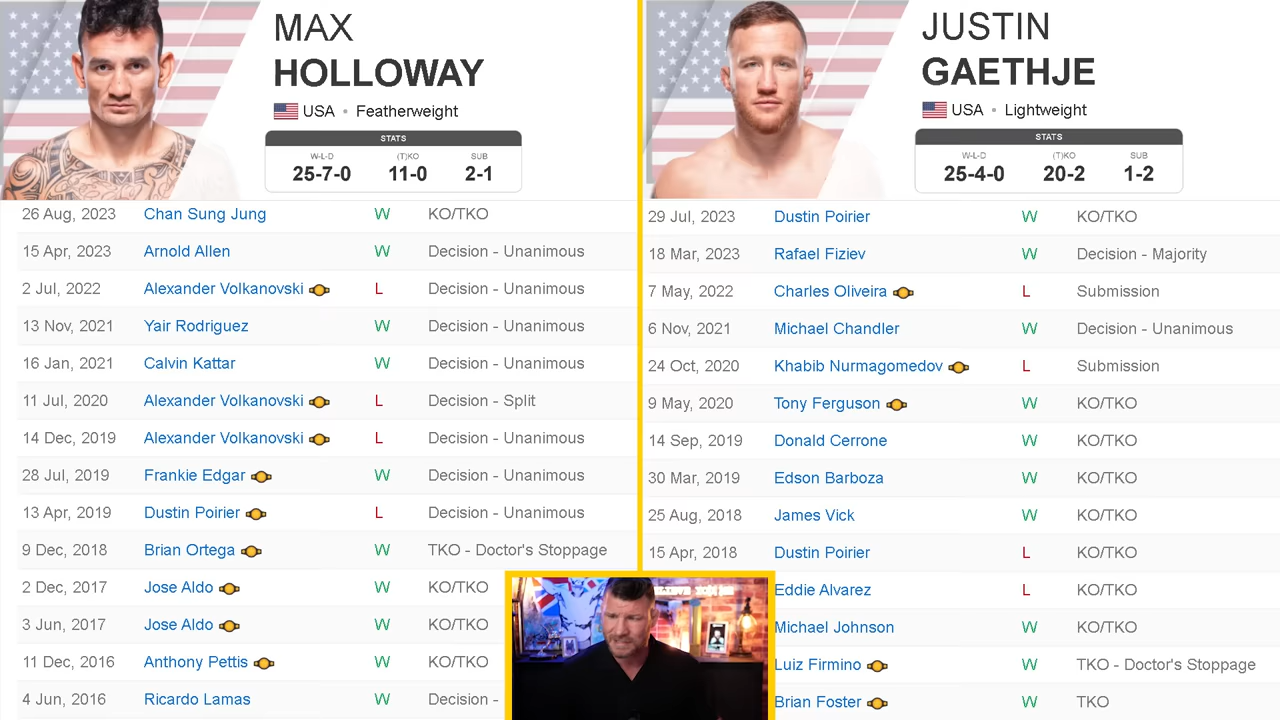 MAX
HOLLOWAY
USA • Featherweight
STATS
W-L-D (T)KO SUB
25-7-0 11-0 2-1
26 Aug, 2023 Chan Sung Jung W KO/TKO
15 Apr, 2023 Arnold Allen W Decision - Unanimous
2 Jul, 2022 Alexander Volkanovski L Decision - Unanimous
13 Nov, 2021 Yair Rodriguez W Decision - Unanimous
16 Jan, 2021 Calvin Kattar W Decision - Unanimous
11 Jul, 2020 Alexander Volkanovski L Decision - Split
14 Dec, 2019 Alexander Volkanovski L Decision - Unanimous
28 Jul, 2019 Frankie Edgar W Decision - Unanimous
13 Apr, 2019 Dustin Poirier L Decision - Unanimous
9 Dec, 2018 Brian Ortega W TKO - Doctor's Stoppage
2 Dec, 2017 Jose Aldo W KO/TKO
3 Jun, 2017 Jose Aldo W KO/TKO
11 Dec, 2016 Anthony Pettis W KO/TKO
4 Jun, 2016 Ricardo Lamas W Decision -
JUSTIN
GAETHJE
USA • Lightweight
STATS
W-L-D (T)KO SUB
25-4-0 20-2 1-2
29 Jul, 2023 Dustin Poirier W KO/TKO
18 Mar, 2023 Rafael Fiziev W Decision - Majority
7 May, 2022 Charles Oliveira L Submission
6 Nov, 2021 Michael Chandler W Decision - Unanimous
24 Oct, 2020 Khabib Nurmagomedov L Submission
9 May, 2020 Tony Ferguson W KO/TKO
14 Sep, 2019 Donald Cerrone W KO/TKO
30 Mar, 2019 Edson Barboza W KO/TKO
25 Aug, 2018 James Vick W KO/TKO
15 Apr, 2018 Dustin Poirier L KO/TKO
Eddie Alvarez L KO/TKO
Michael Johnson W KO/TKO
Luiz Firmino W TKO - Doctor's Stoppage
Brian Foster W TKO